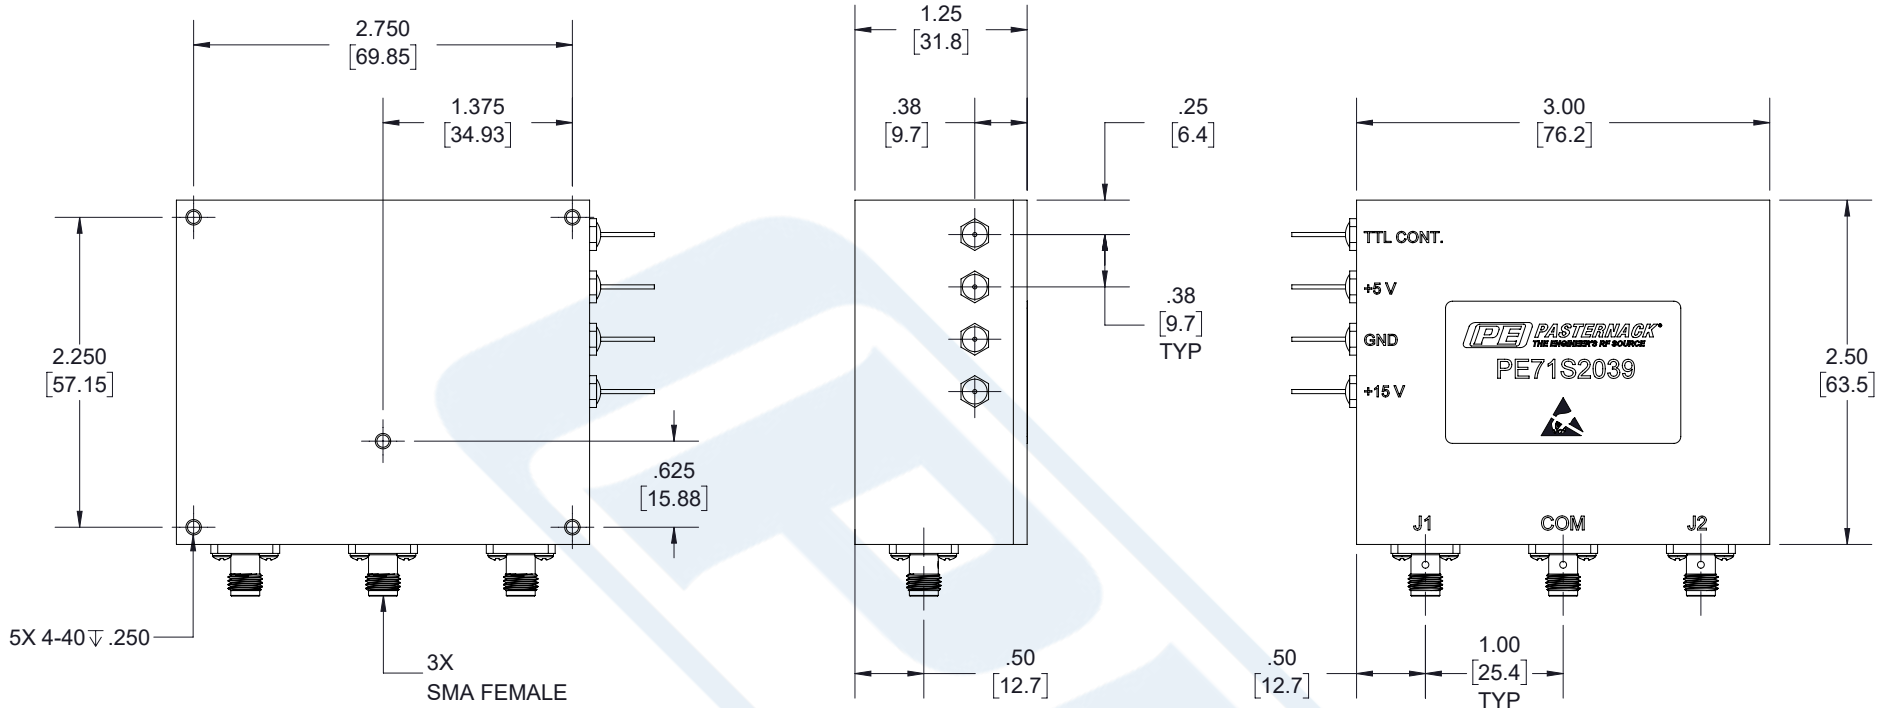 2.750
[69.85]
1.375
[34.93]
2.250
[57.15]
.625
[15.88]
5X 4-40↧ .250
3X
SMA FEMALE
1.25
[31.8]
.38
[9.7]
.25
[6.4]
.38
[9.7]
TYP
.50
[12.7]
3.00
[76.2]
TTL CONT.
+5 V
GND
+15 V
PE PASTERNACK®
THE ENGINEER'S RF SOURCE
PE71S2039
2.50
[63.5]
J1 COM J2
.50
[12.7]
1.00
[25.4]
TYP